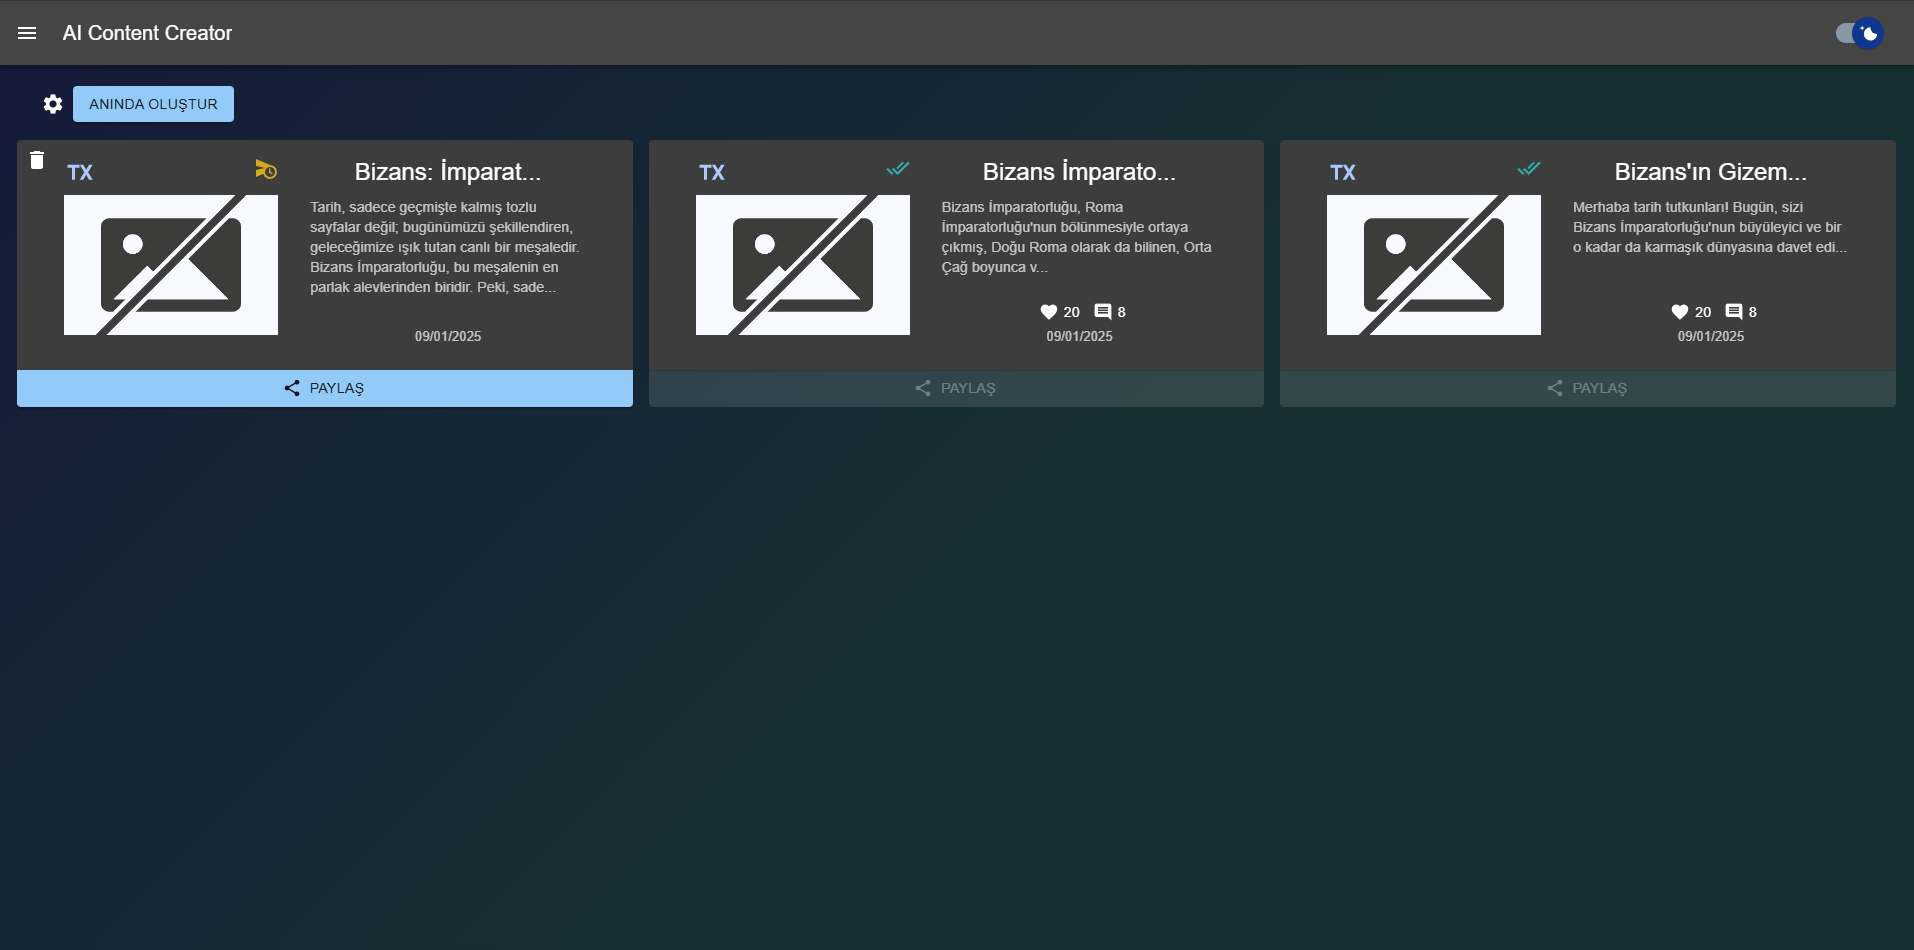 AI Content Creator
ANINDA OLUŞTUR
TX
Bizans: İmparat...
Tarih, sadece geçmişte kalmış tozlu
sayfalar değil; bugünümüzü şekillendiren,
geleceğimize ışık tutan canlı bir meşaledir.
Bizans İmparatorluğu, bu meşalenin en
parlak alevlerinden biridir. Peki, sade...
09/01/2025
PAYLAŞ
TX
Bizans İmparato...
Bizans İmparatorluğu, Roma
İmparatorluğu'nun bölünmesiyle ortaya
çıkmış, Doğu Roma olarak da bilinen, Orta
Çağ boyunca v...
20 8
09/01/2025
PAYLAŞ
TX
Bizans'ın Gizem...
Merhaba tarih tutkunları! Bugün, sizi
Bizans İmparatorluğu'nun büyüleyici ve bir
o kadar da karmaşık dünyasına davet edi...
20 8
09/01/2025
PAYLAŞ